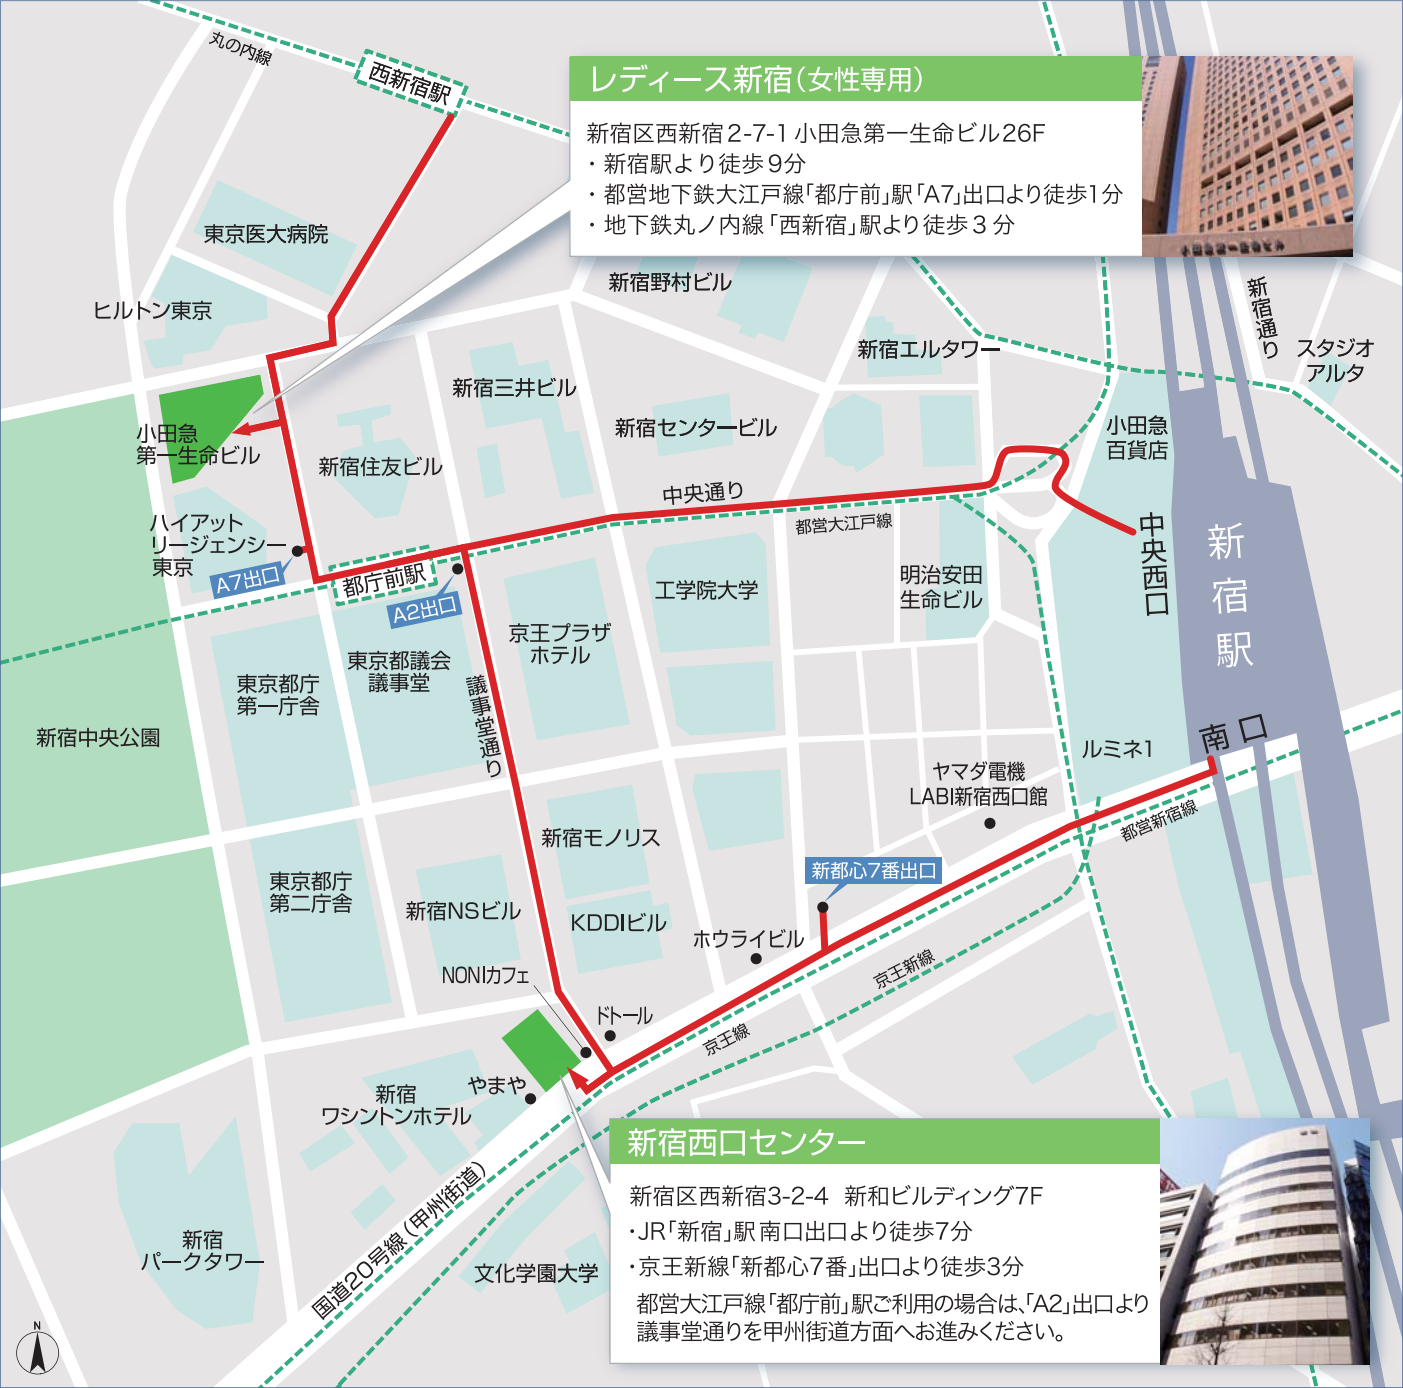 丸の内線
西新宿駅
レディース新宿（女性専用）
新宿区西新宿2-7-1 小田急第一生命ビル26F
・新宿駅より徒歩9分
・都営地下鉄大江戸線「都庁前」駅「A7」出口より徒歩1分
・地下鉄丸ノ内線「西新宿」駅より徒歩3分
小田急第一生命ビル
東京医大病院
新宿野村ビル
ヒルトン東京
新宿通り
スタジオ
アルタ
新宿エルタワー
新宿三井ビル
新宿センタービル
小田急
百貨店
小田急
第一生命ビル
新宿住友ビル
中央通り
都営大江戸線
中央西口
新宿駅
ハイアット
リージェンシー
東京
A7出口
都庁前駅
A2出口
工学院大学
明治安田
生命ビル
京王プラザ
ホテル
東京都議会
議事堂
東京都庁
第一庁舎
議事堂通り
新宿中央公園
南口
ルミネ1
ヤマダ電機
LABI新宿西口館
都営新宿線
新宿モノリス
新都心7番出口
東京都庁
第二庁舎
新宿NSビル
KDDIビル
ホウライビル
京王新線
NONIカフェ
ドトール
京王線
やまや
新宿
ワシントンホテル
新宿西口センター
新宿区西新宿3-2-4 新和ビルディング7F
・JR「新宿」駅南口出口より徒歩7分
・京王新線「新都心7番」出口より徒歩3分
都営大江戸線「都庁前」駅ご利用の場合は、「A2」出口より
議事堂通りを甲州街道方面へお進みください。
国道20号線（甲州街道）
新宿
パークタワー
文化学園大学
N